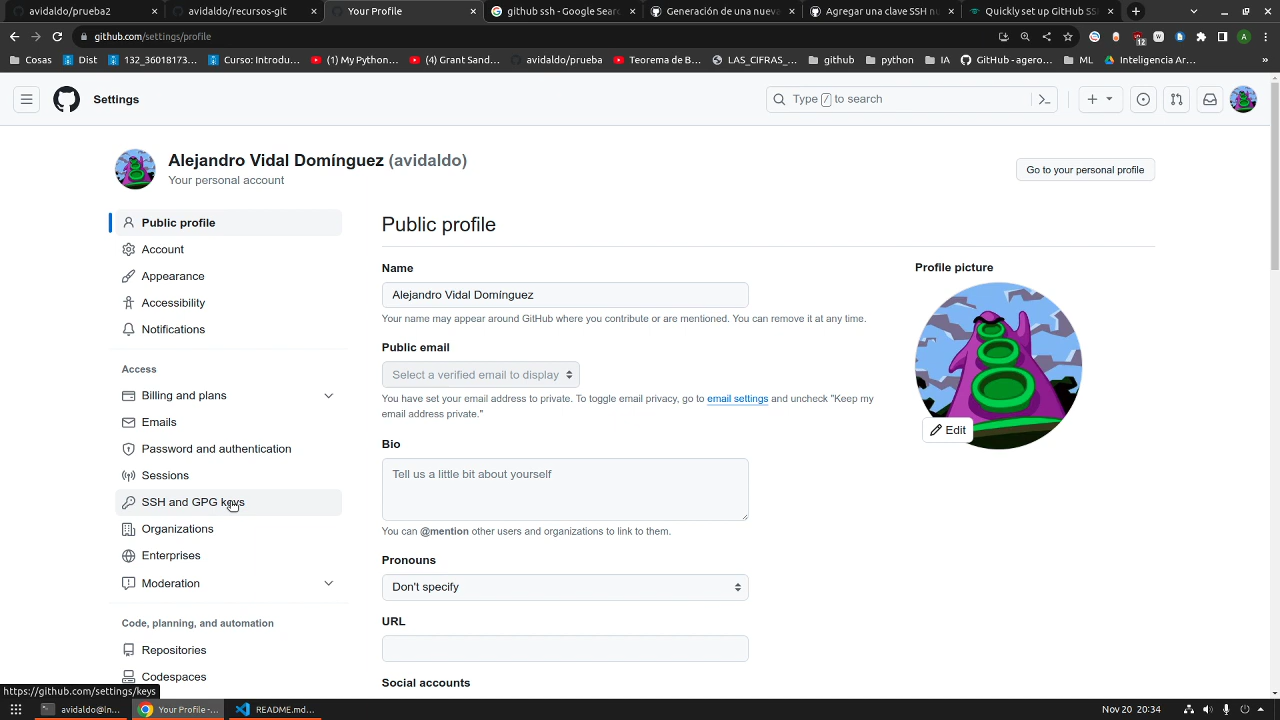 avidaldo/prueba2
avidaldo/recursos-git
Your Profile
github ssh - Google Sear
Generación de una nueva
Agregar una clave SSH nu
Quickly set up GitHub SS
github.com/settings/profile
12
W
A
Cosas
Dist
132_36018173...
Curso: Introdu...
(1) My Python...
(4) Grant Sand...
avidaldo/prueba
Teorema de B...
LAS_CIFRAS_...
github
python
IA
GitHub - agero...
ML
Inteligencia Ar...
»
Settings
Type / to search
Alejandro Vidal Domínguez (avidaldo)
Your personal account
Go to your personal profile
Public profile
Account
Appearance
Accessibility
Notifications
Access
Billing and plans
Emails
Password and authentication
Sessions
SSH and GPG keys
Organizations
Enterprises
Moderation
Code, planning, and automation
Repositories
Codespaces
Public profile
Name
Alejandro Vidal Domínguez
Your name may appear around GitHub where you contribute or are mentioned. You can remove it at any time.
Public email
Select a verified email to display
You have set your email address to private. To toggle email privacy, go to email settings and uncheck "Keep my
email address private."
Bio
Tell us a little bit about yourself
You can @mention other users and organizations to link to them.
Pronouns
Don't specify
URL
Social accounts
Profile picture
Edit
https://github.com/settings/keys
avidaldo@ln...
Your Profile -...
README.md...
Nov 20 20:34